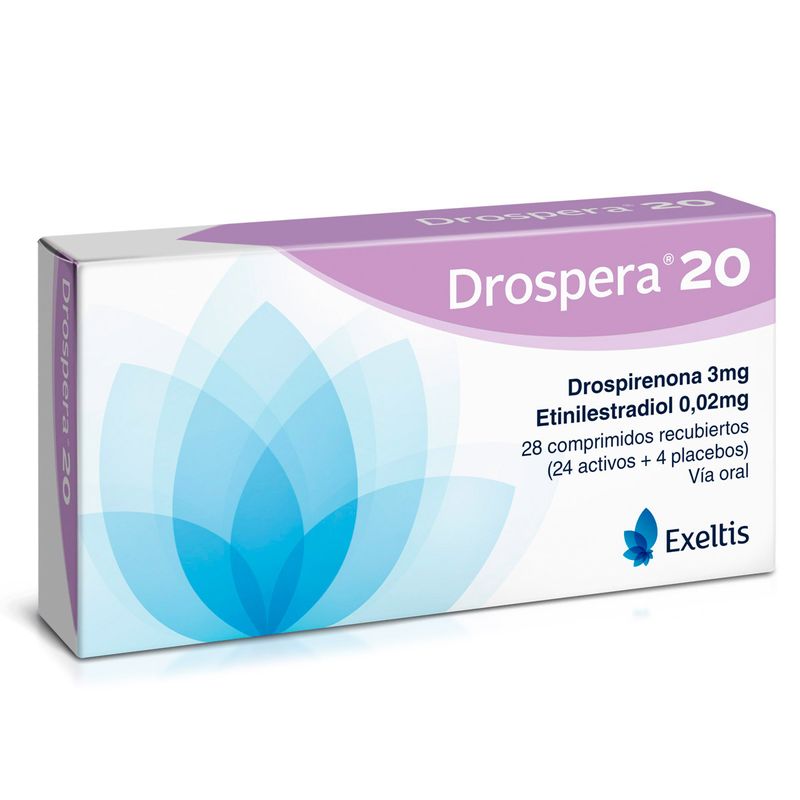 Drospera® 20
Drospera® 20
Drospera® 20
Drospirenona 3mg
Etinilestradiol 0,02mg
28 comprimidos recubiertos
(24 activos + 4 placebos)
Vía oral
Exeltis